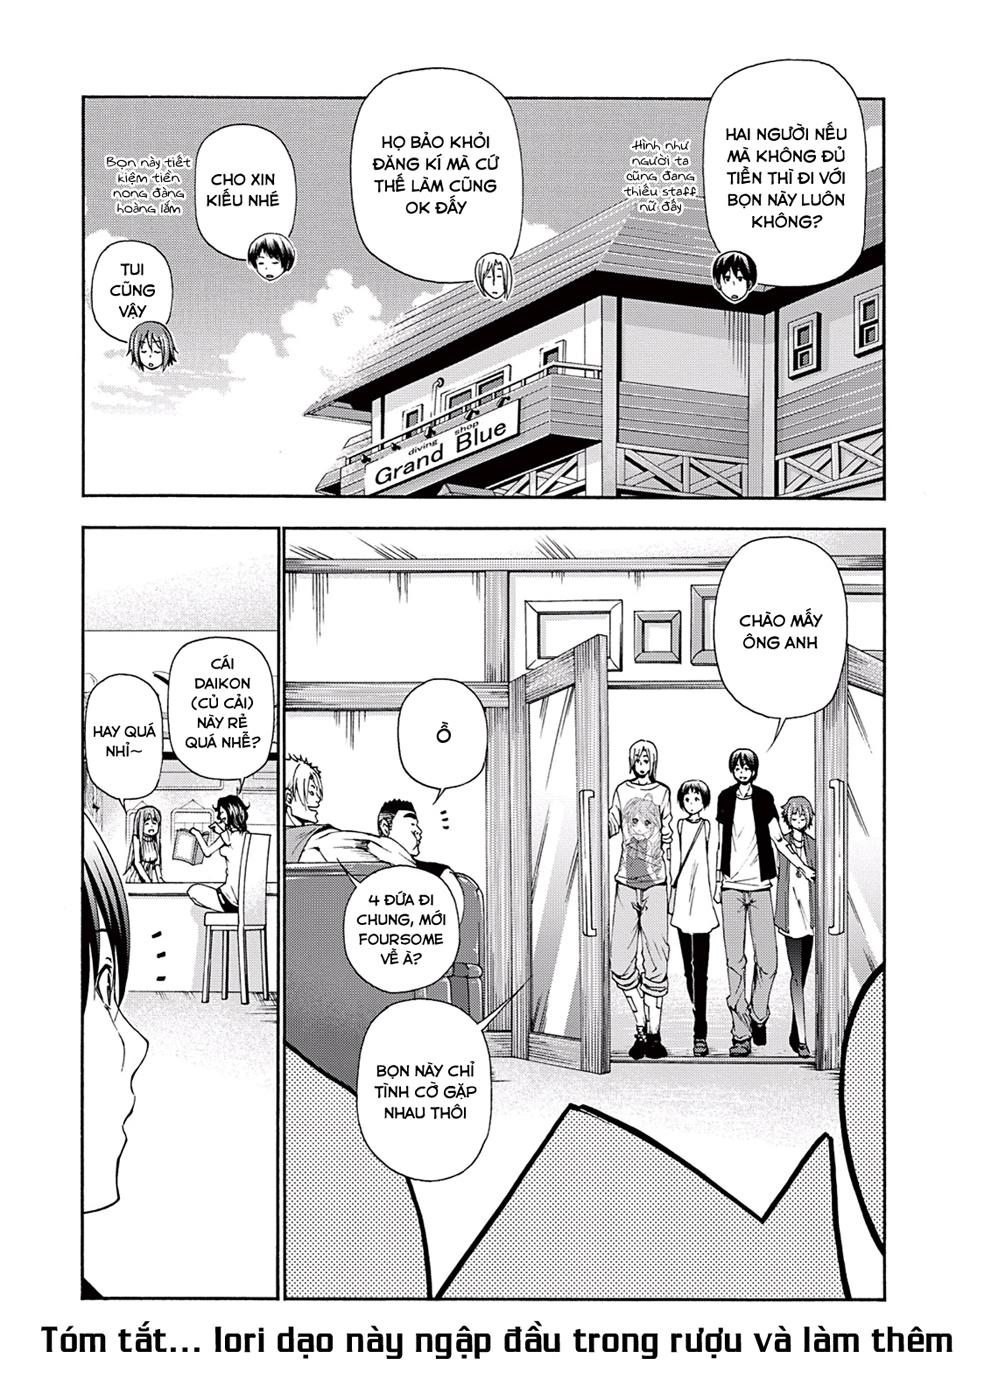 HAI NGƯỜI NẾU
MÀ KHÔNG ĐỦ
TIỀN THÌ ĐI VỚI
BỌN NÀY LUÔN
KHÔNG?
Hình như
người ta
cũng đang
thiếu staff
nữ đấy
HỌ BẢO KHỎI
ĐĂNG KÍ MÀ CỨ
THẾ LÀM CŨNG
OK ĐẤY
CHO XIN
KIẾU NHÉ
Bọn này tiết
kiệm tiền
nong đàng
hoàng lắm
TUI
CŨNG
VẬY
diving shop
Grand Blue
CHÀO MẤY
ÔNG ANH
Ồ
4 ĐỨA ĐI
CHUNG, MỚI
FOURSOME
VỀ À?
BỌN NÀY CHỈ
TÌNH CỜ GẶP
NHAU THÔI
CÁI
DAIKON
(CỦ CẢI)
NÀY RẺ
QUÁ NHỄ?
HAY QUÁ
NHỈ~
Tóm tắt... Iori dạo này ngập đầu trong rượu và làm thêm